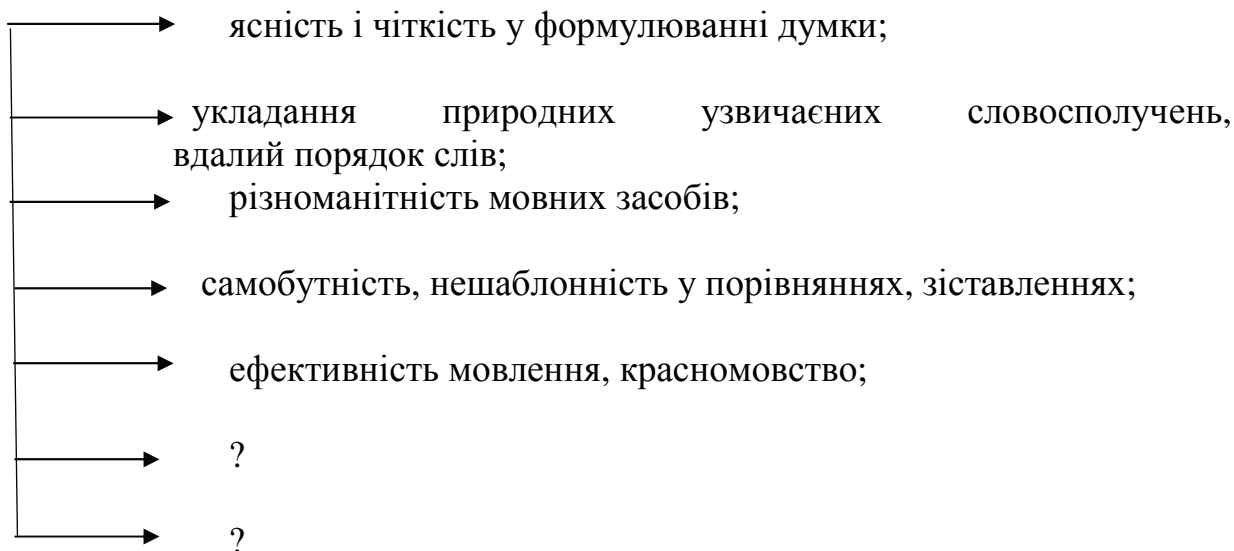 ясність і чіткість у формулюванні думки;
укладання природних узвичаєних словосполучень,
вдалий порядок слів;
різноманітність мовних засобів;
самобутність, нешаблонність у порівняннях, зіставленнях;
ефективність мовлення, красномовство;
?
?